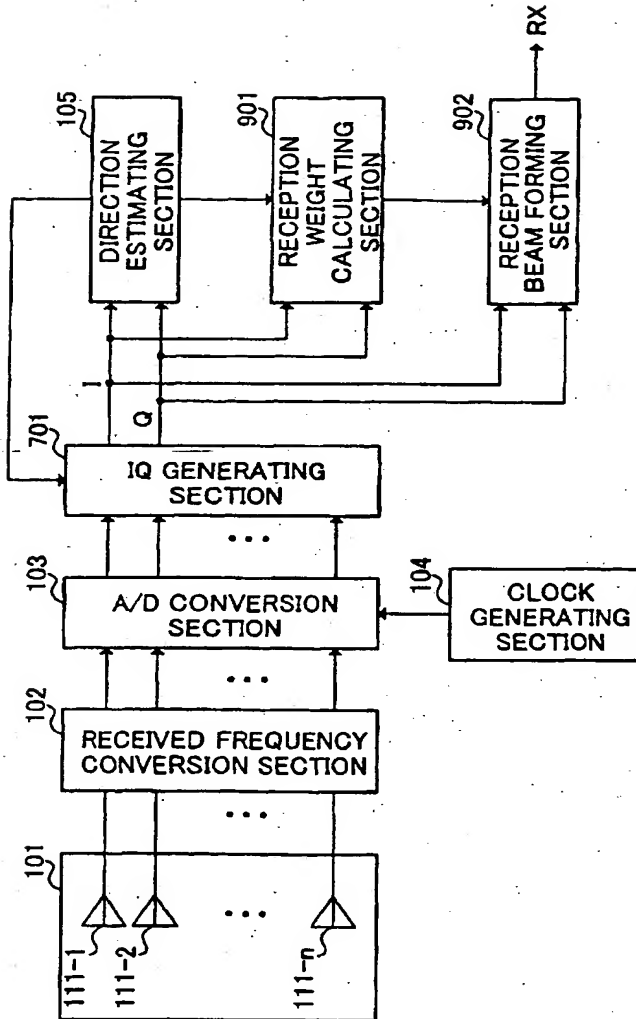 101
111-1
111-2
111-n
102
RECEIVED FREQUENCY
CONVERSION SECTION
103
A/D CONVERSION
SECTION
104
CLOCK
GENERATING
SECTION
701
IQ GENERATING
SECTION
I
Q
105
DIRECTION
ESTIMATING
SECTION
901
RECEPTION
WEIGHT
CALCULATING
SECTION
902
RECEPTION
BEAM FORMING
SECTION
RX